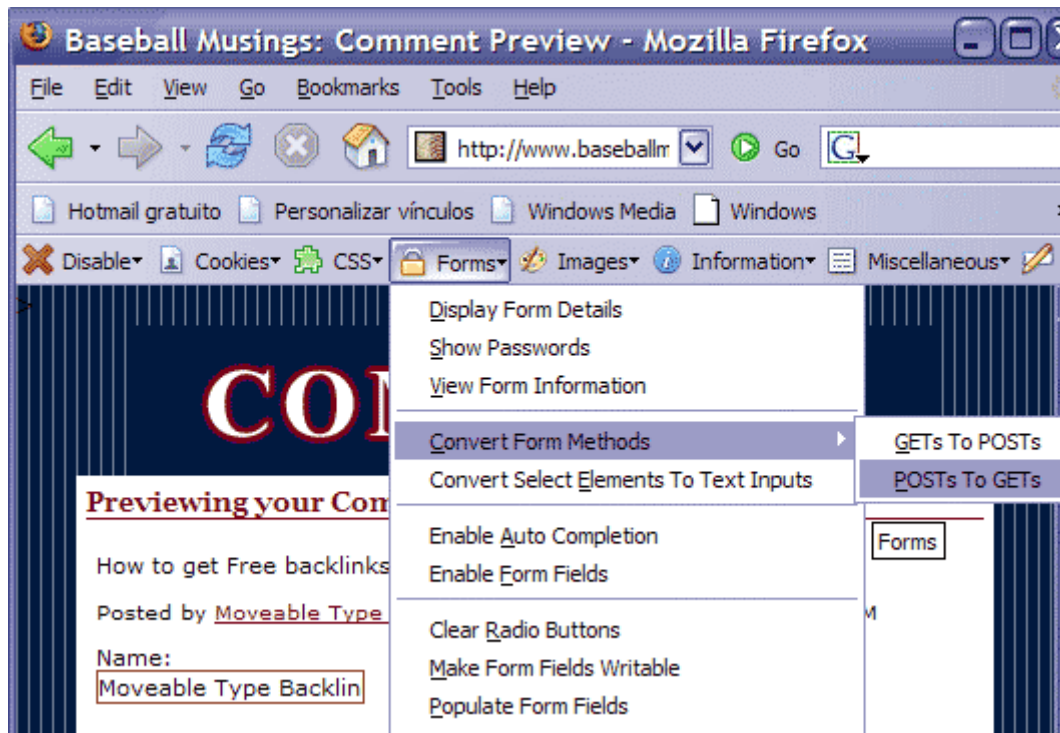 Baseball Musings: Comment Preview - Mozilla Firefox
File Edit View Go Bookmarks Tools Help
http://www.baseballm Go G
Hotmail gratuito Personalizar vínculos Windows Media Windows
Disable Cookies CSS Forms Images Information Miscellaneous
>
Display Form Details
Show Passwords
View Form Information
COM
Convert Form Methods GETs To POSTs
Convert Select Elements To Text Inputs POSTs To GETs
Previewing your Com
Enable Auto Completion Forms
How to get Free backlinks Enable Form Fields
Posted by Moveable Type M
Clear Radio Buttons
Name: Make Form Fields Writable
Moveable Type Backlin Populate Form Fields